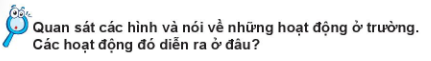 Quan sát các hình và nói về những hoạt động ở trường.
Các hoạt động đó diễn ra ở đâu?